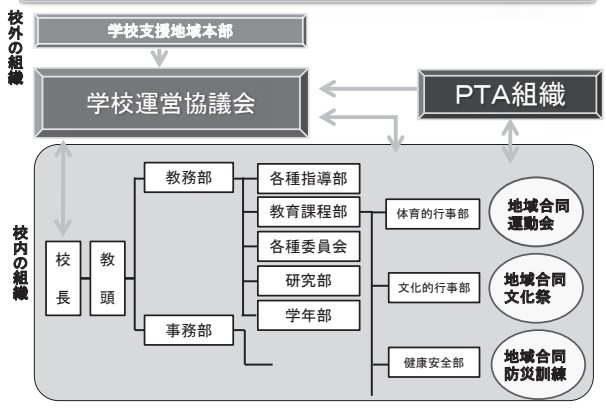 校外の組織
学校支援地域本部
学校運営協議会
PTA組織
校内の組織
校長
教頭
教務部
事務部
各種指導部
教育課程部
各種委員会
研究部
学年部
体育的行事部
文化的行事部
健康安全部
地域合同
運動会
地域合同
文化祭
地域合同
防災訓練